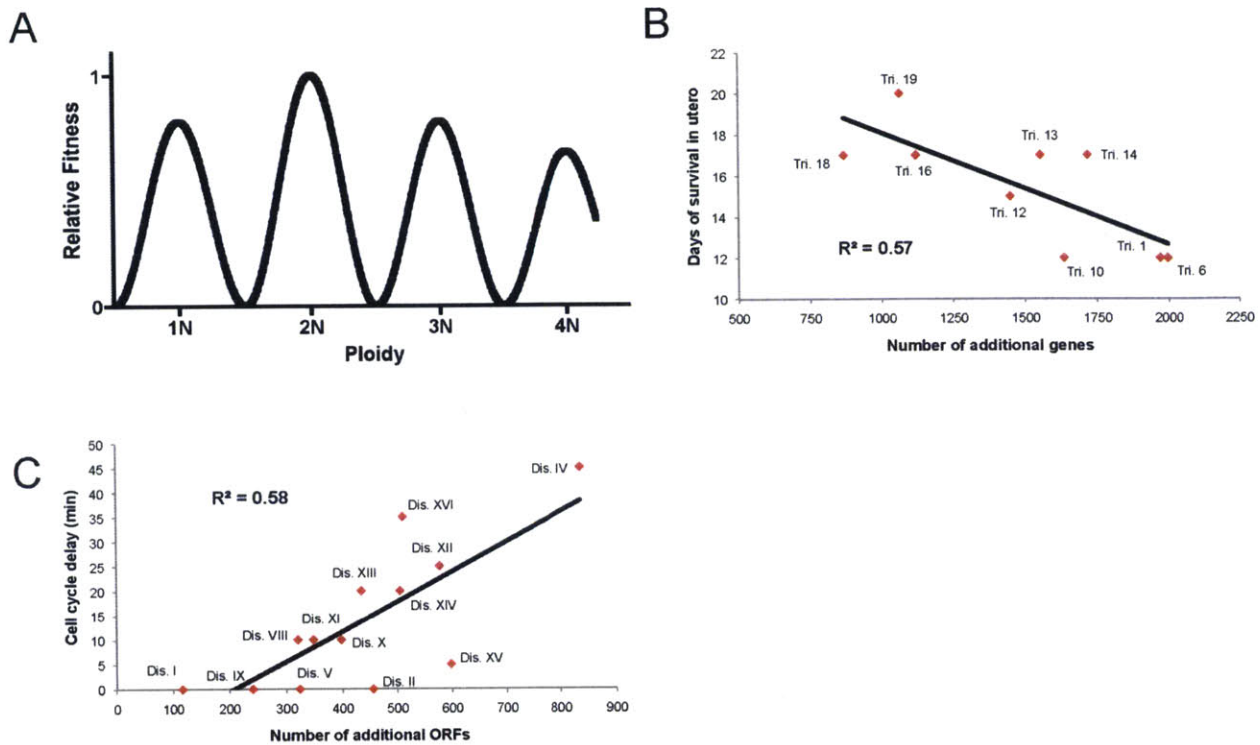 A
Relative Fitness
1
0
1N 2N 3N 4N
Ploidy
B
Days of survival in utero
22
20
18
16
14
12
10
Tri. 19
Tri. 13
Tri. 18
Tri. 16
Tri. 14
Tri. 12
R² = 0.57
Tri. 1
Tri. 10
Tri. 6
500 750 1000 1250 1500 1750 2000 2250
Number of additional genes
C
Cell cycle delay (min)
50
45
40
35
30
25
20
15
10
5
0
R² = 0.58
Dis. IV
Dis. XVI
Dis. XII
Dis. XIII
Dis. XIV
Dis. XI
Dis. VIII
Dis. X
Dis. XV
Dis. I
Dis. IX
Dis. V
Dis. II
0 100 200 300 400 500 600 700 800 900
Number of additional ORFs